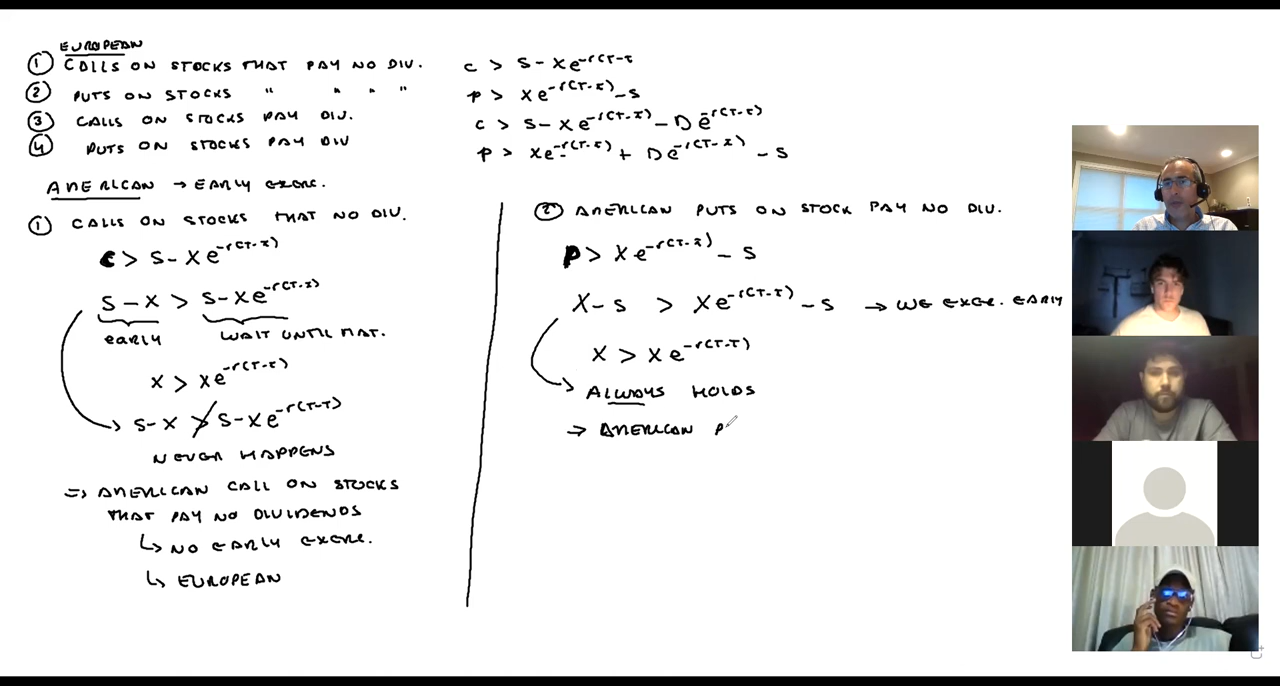 EUROPEAN
① CALLS ON STOCKS THAT PAY NO DIV. c > S - Xe^-r(T-t
② PUTS ON STOCKS " " " " p > Xe^-r(T-t) - S
③ CALLS ON STOCKS PAY DIV. c > S - Xe^-r(T-t) - De^-r(T-t)
④ PUTS ON STOCKS PAY DIV p > Xe^-r(T-t) + De^-r(T-t) - S
AMERICAN → EARLY EXERC.
① CALLS ON STOCKS THAT NO DIV.
C > S - Xe^-r(T-t)
S - X > S - Xe^-r(T-t)
EARLY WAIT UNTIL MAT.
X > Xe^-r(T-t)
S - X ≯ S - Xe^-r(T-T)
NEVER HAPPENS
⇒ AMERICAN CALL ON STOCKS
THAT PAY NO DIVIDENDS
↳ NO EARLY EXERC.
↳ EUROPEAN
② AMERICAN PUTS ON STOCK PAY NO DIV.
P > Xe^-r(T-t) - S
X - S > Xe^-r(T-t) - S → WE EXER. EARLY
X > Xe^-r(T-T)
ALWAYS HOLDS
→ AMERICAN P